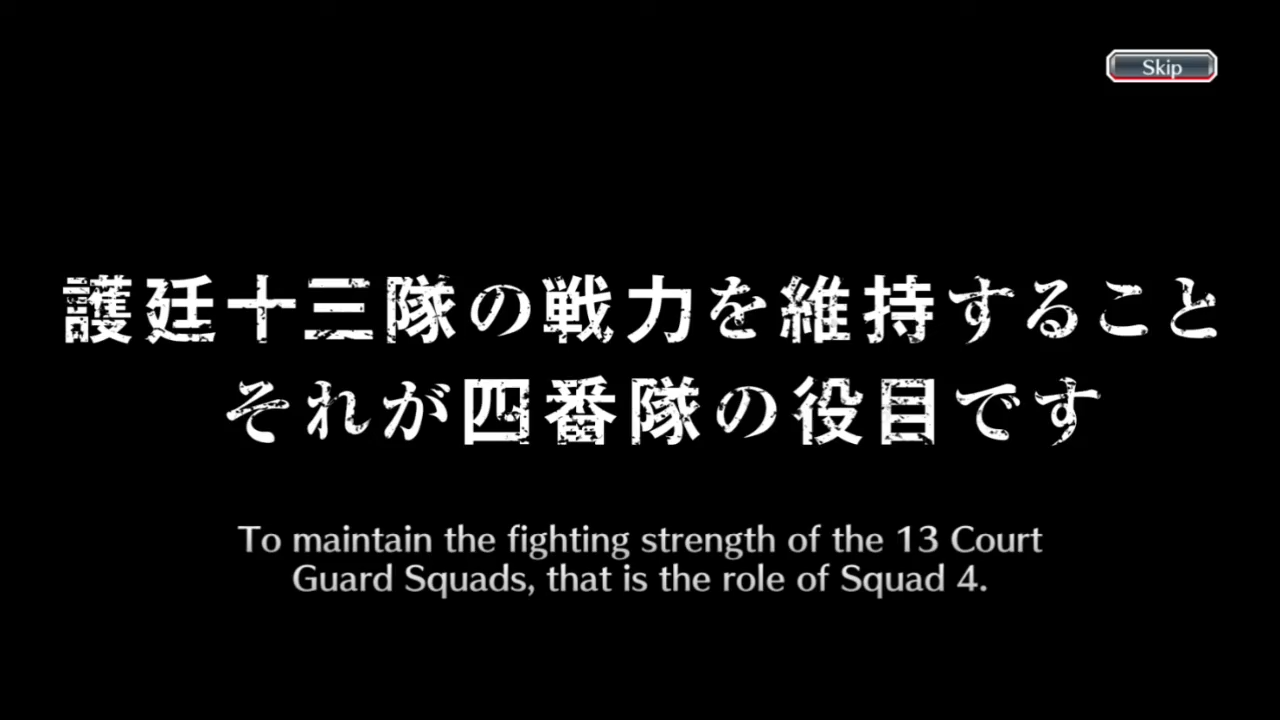 Skip
護廷十三隊の戦力を維持すること
それが四番隊の役目です
To maintain the fighting strength of the 13 Court
Guard Squads, that is the role of Squad 4.